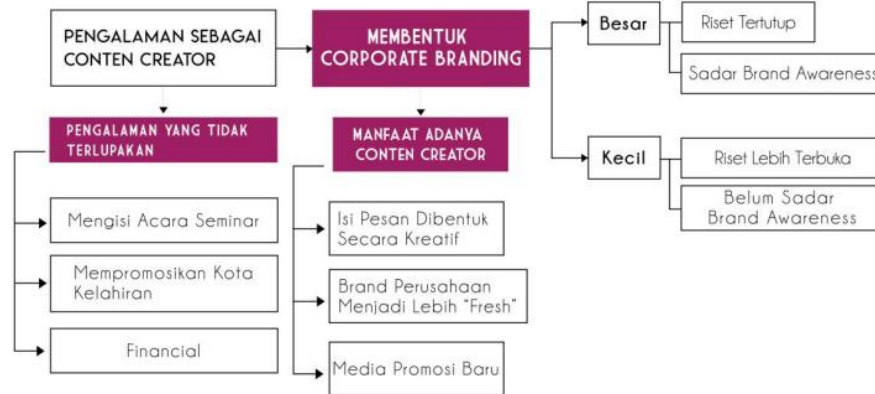 PENGALAMAN SEBAGAI
CONTEN CREATOR
MEMBENTUK
CORPORATE BRANDING
Besar
Riset Tertutup
Sadar Brand Awareness
Kecil
Riset Lebih Terbuka
Belum Sadar
Brand Awareness
PENGALAMAN YANG TIDAK
TERLUPAKAN
Mengisi Acara Seminar
Mempromosikan Kota
Kelahiran
Financial
MANFAAT ADANYA
CONTEN CREATOR
Isi Pesan Dibentuk
Secara Kreatif
Brand Perusahaan
Menjadi Lebih “Fresh”
Media Promosi Baru